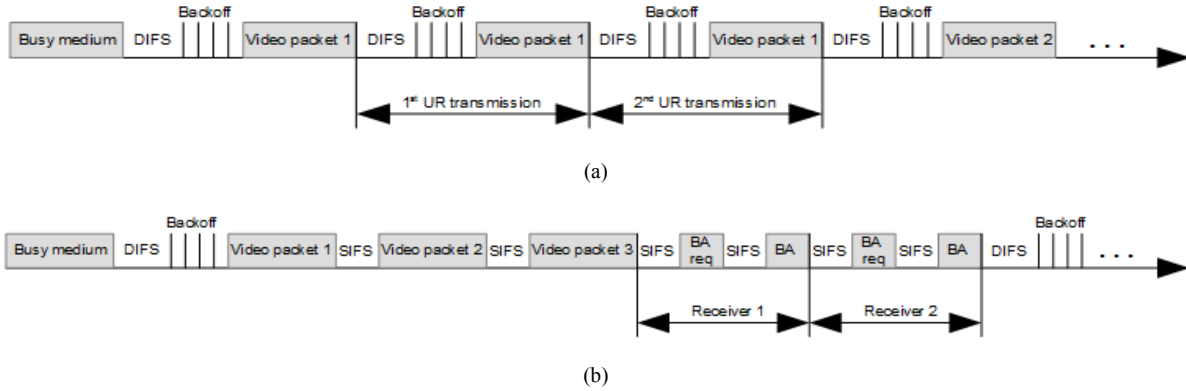 Backoff Backoff Backoff Backoff
Busy medium DIFS Video packet 1 DIFS Video packet 1 DIFS Video packet 1 DIFS Video packet 2 . . .
1st UR transmission 2nd UR transmission
(a)
Backoff Backoff
Busy medium DIFS Video packet 1 SIFS Video packet 2 SIFS Video packet 3 SIFS BA req SIFS BA SIFS BA req SIFS BA DIFS . . .
Receiver 1 Receiver 2
(b)